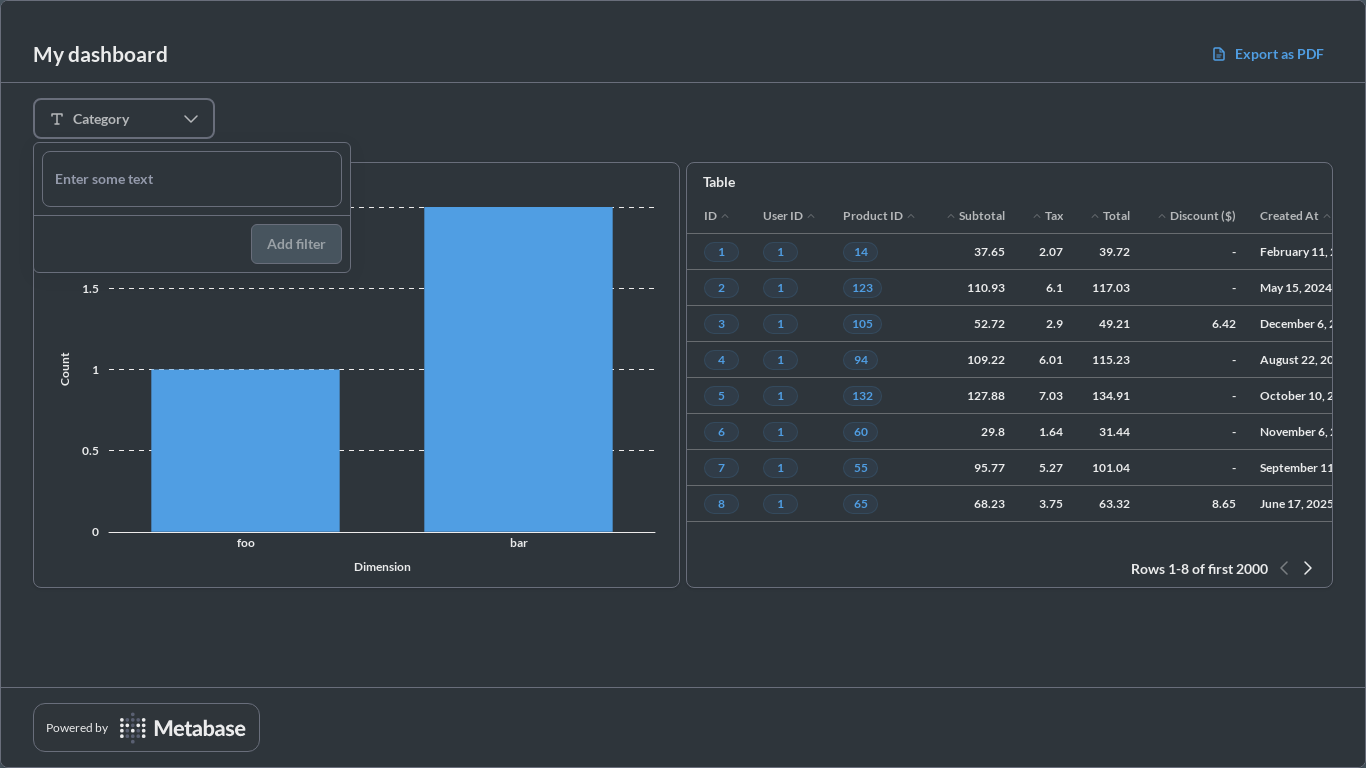 My dashboard
Export as PDF
Category
Enter some text
Add filter
1.5
1
0.5
0
Count
foo
bar
Dimension
Table
ID User ID Product ID Subtotal Tax Total Discount ($) Created At
1 1 14 37.65 2.07 39.72 - February 11,
2 1 123 110.93 6.1 117.03 - May 15, 2024
3 1 105 52.72 2.9 49.21 6.42 December 6,
4 1 94 109.22 6.01 115.23 - August 22, 20
5 1 132 127.88 7.03 134.91 - October 10, 2
6 1 60 29.8 1.64 31.44 - November 6,
7 1 55 95.77 5.27 101.04 - September 11
8 1 65 68.23 3.75 63.32 8.65 June 17, 2025
Rows 1-8 of first 2000
Powered by Metabase